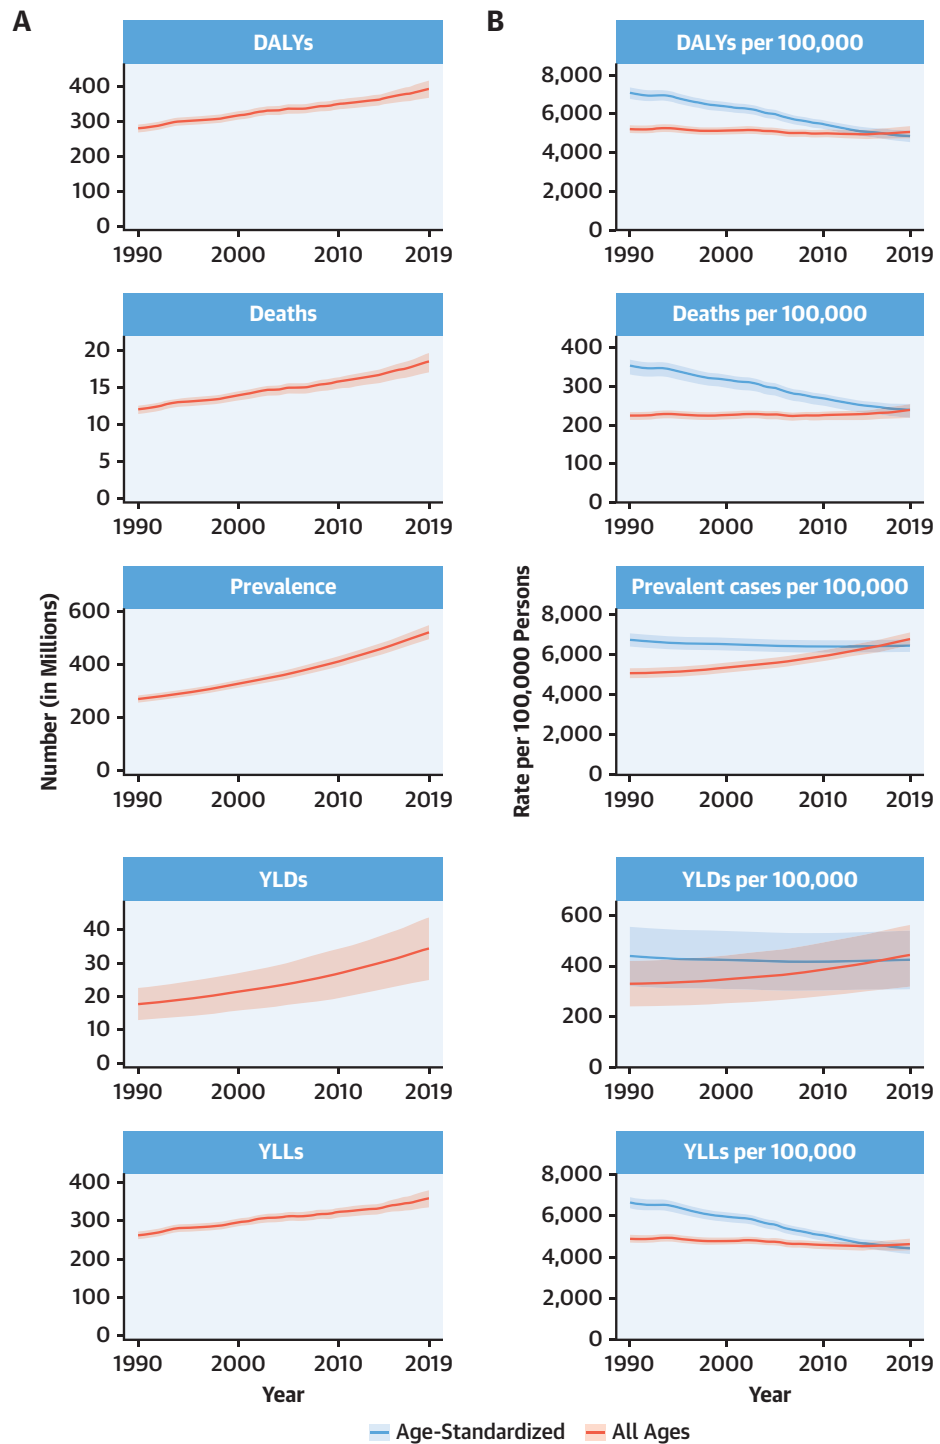 A
DALYs
400
300
200
100
0
1990 2000 2010 2019
Deaths
20
15
10
5
0
1990 2000 2010 2019
Prevalence
600
400
200
0
1990 2000 2010 2019
YLDs
40
30
20
10
0
1990 2000 2010 2019
YLLs
400
300
200
100
0
1990 2000 2010 2019
Year
Number (in Millions)
B
DALYs per 100,000
8,000
6,000
4,000
2,000
0
1990 2000 2010 2019
Deaths per 100,000
400
300
200
100
0
1990 2000 2010 2019
Prevalent cases per 100,000
8,000
6,000
4,000
2,000
0
1990 2000 2010 2019
YLDs per 100,000
600
400
200
0
1990 2000 2010 2019
YLLs per 100,000
8,000
6,000
4,000
2,000
0
1990 2000 2010 2019
Year
Rate per 100,000 Persons
Age-Standardized All Ages